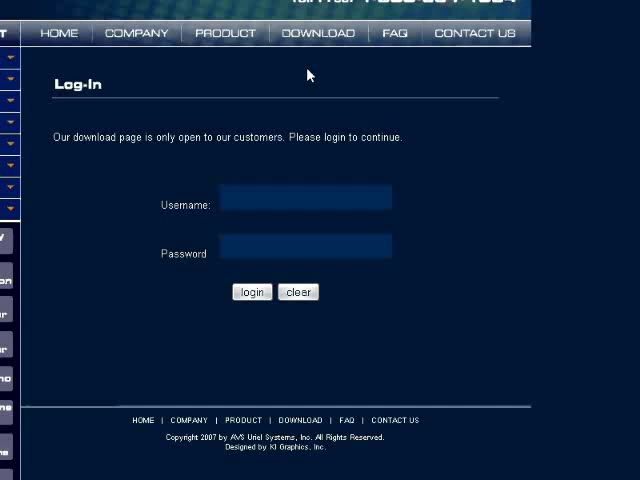 HOME COMPANY PRODUCT DOWNLOAD FAQ CONTACT US
Log-In
Our download page is only open to our customers. Please login to continue.
Username:
Password
login clear
HOME | COMPANY | PRODUCT | DOWNLOAD | FAQ | CONTACT US
Copyright 2007 by AVS Uriel Systems, Inc. All Rights Reserved.
Designed by KI Graphics, Inc.